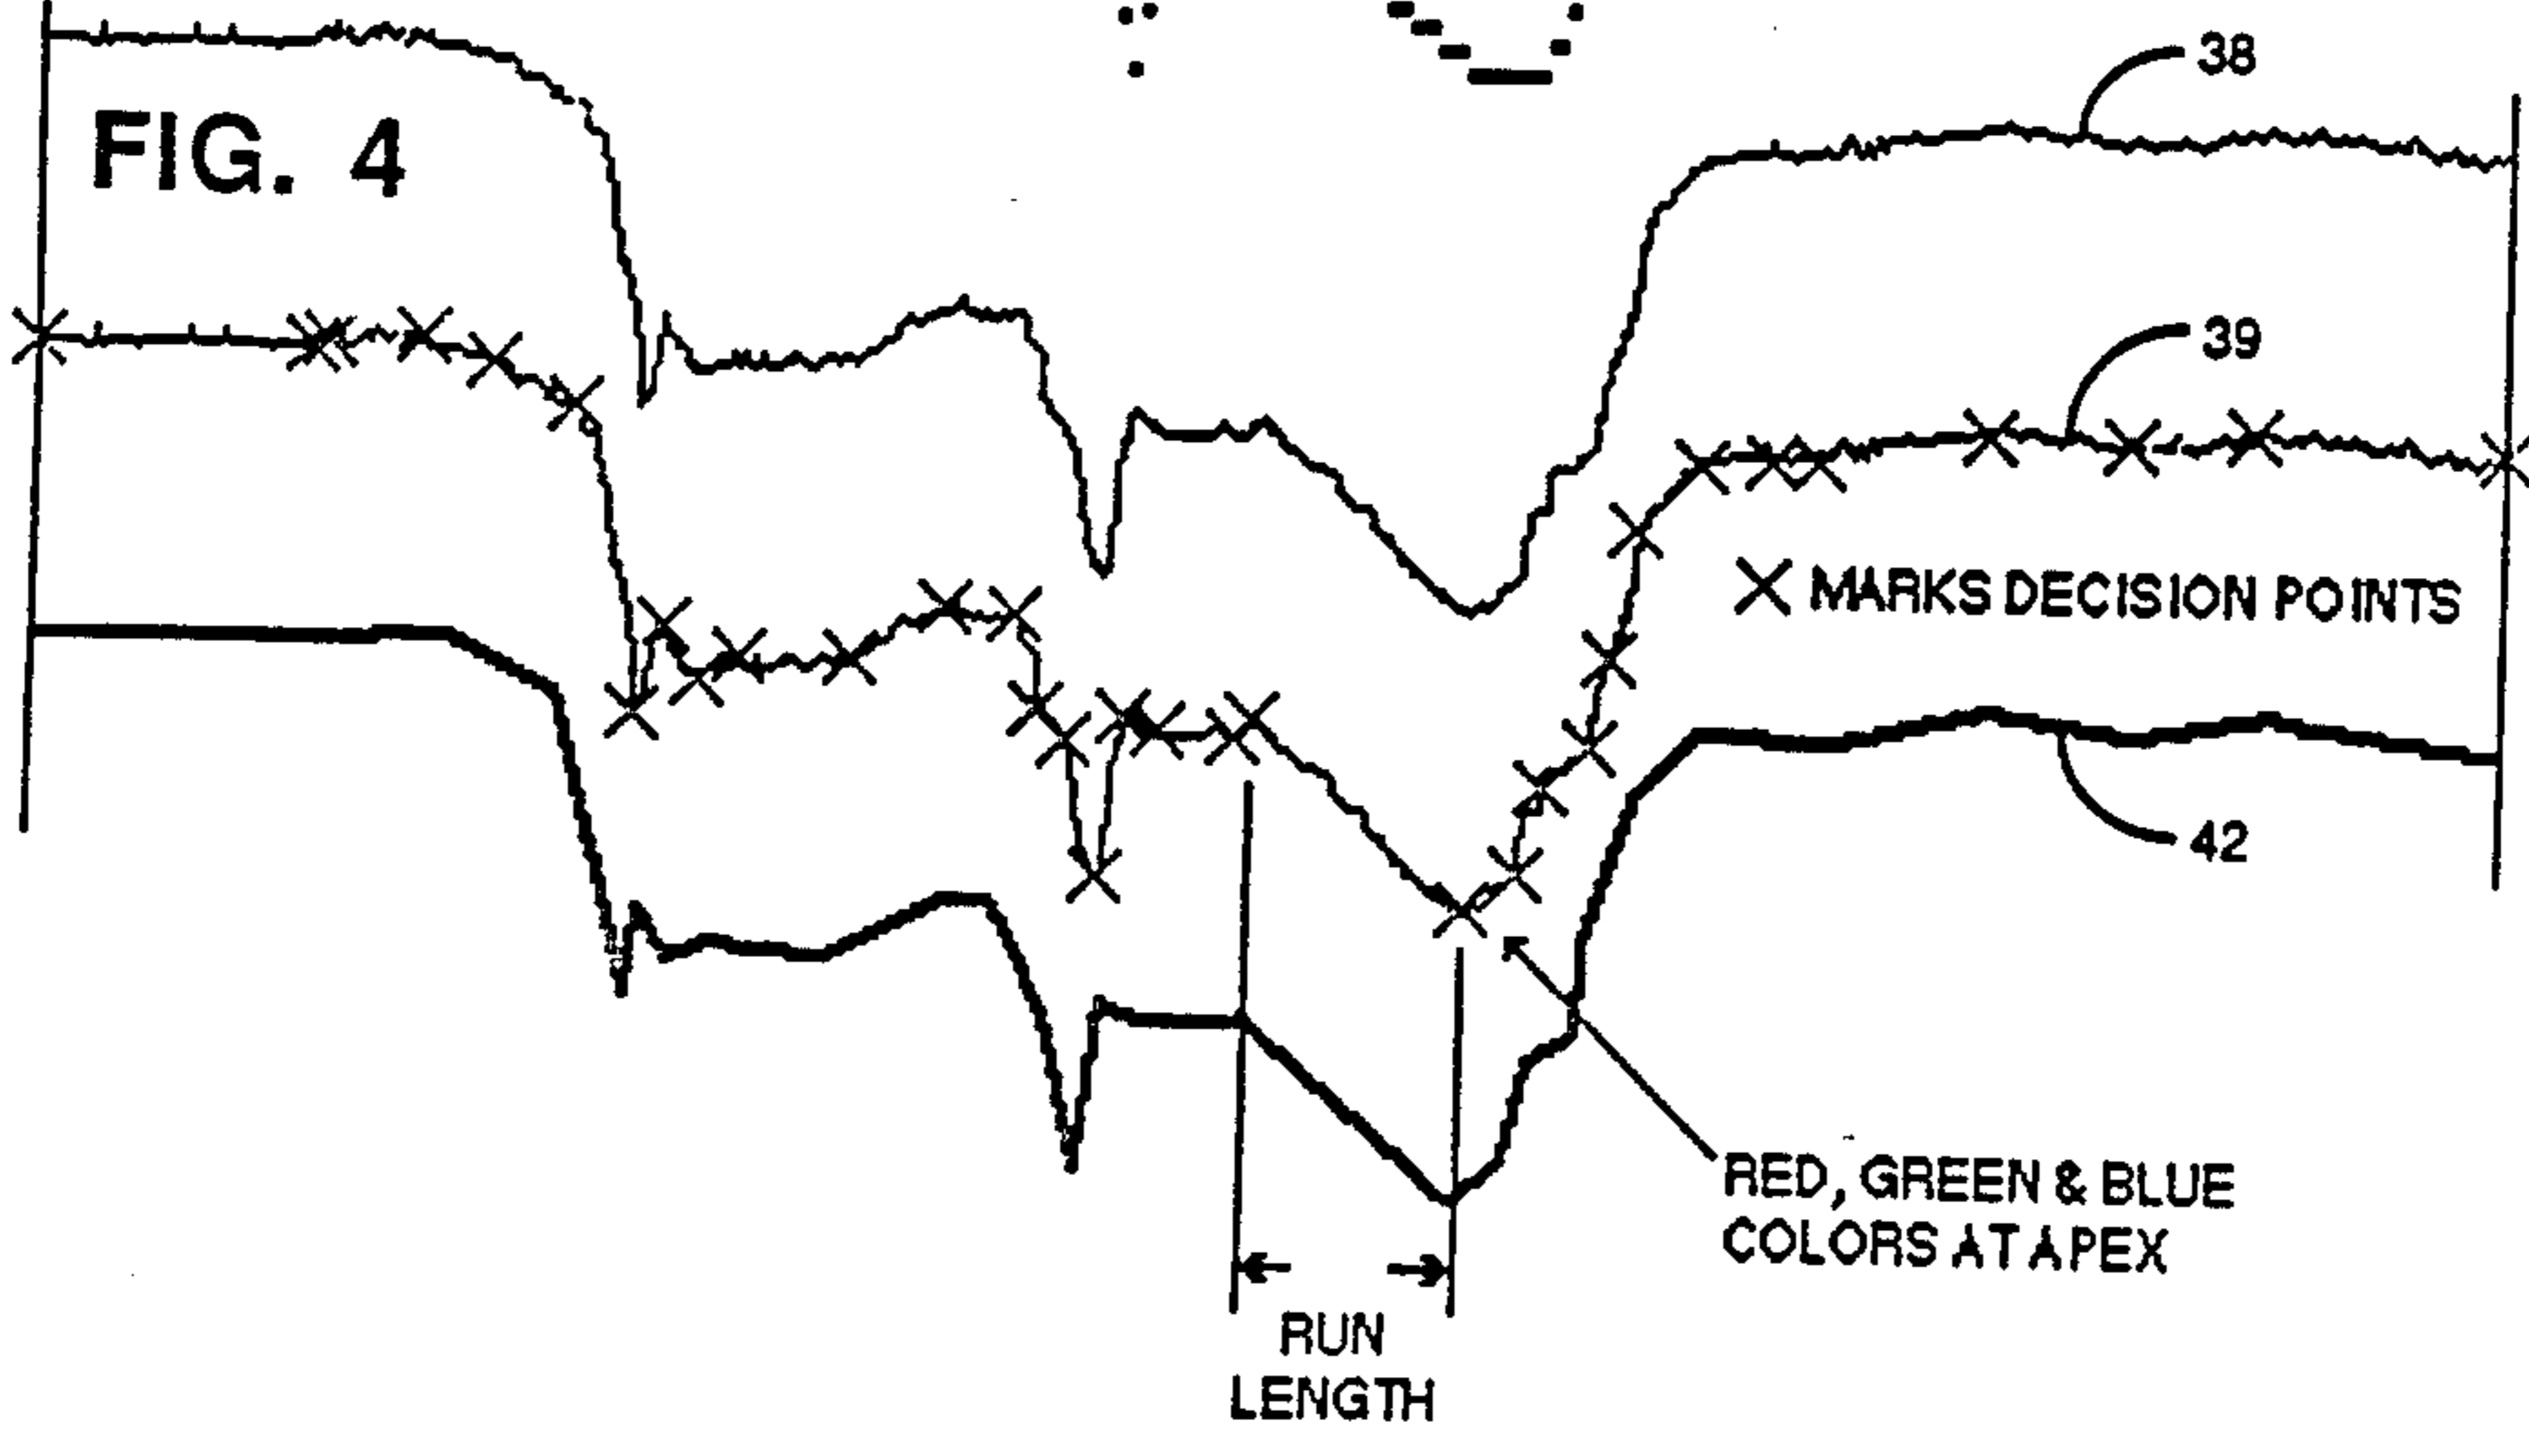 38
FIG. 4
39
X MARKS DECISION POINTS
42
RED, GREEN & BLUE
COLORS AT APEX
RUN
LENGTH